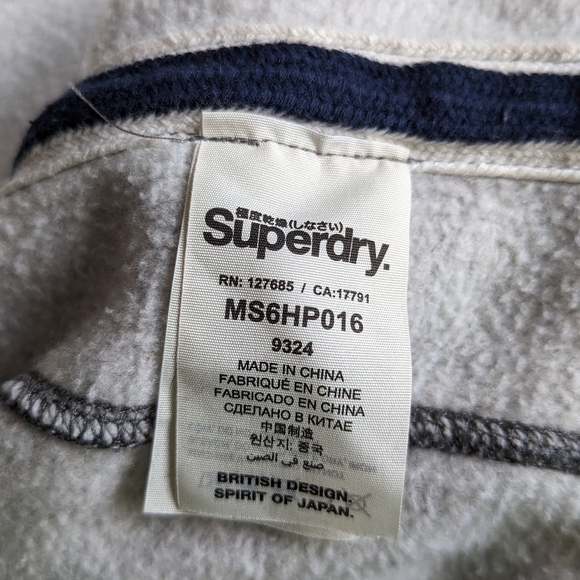 極度乾燥(しなさい)
Superdry.
RN: 127685 / CA:17791
MS6HP016
9324
MADE IN CHINA
FABRIQUÉ EN CHINE
FABRICADO EN CHINA
СДЕЛАНО В КИТАЕ
中国制造
원산지: 중국
صنع في الصين
BRITISH DESIGN.
SPIRIT OF JAPAN.